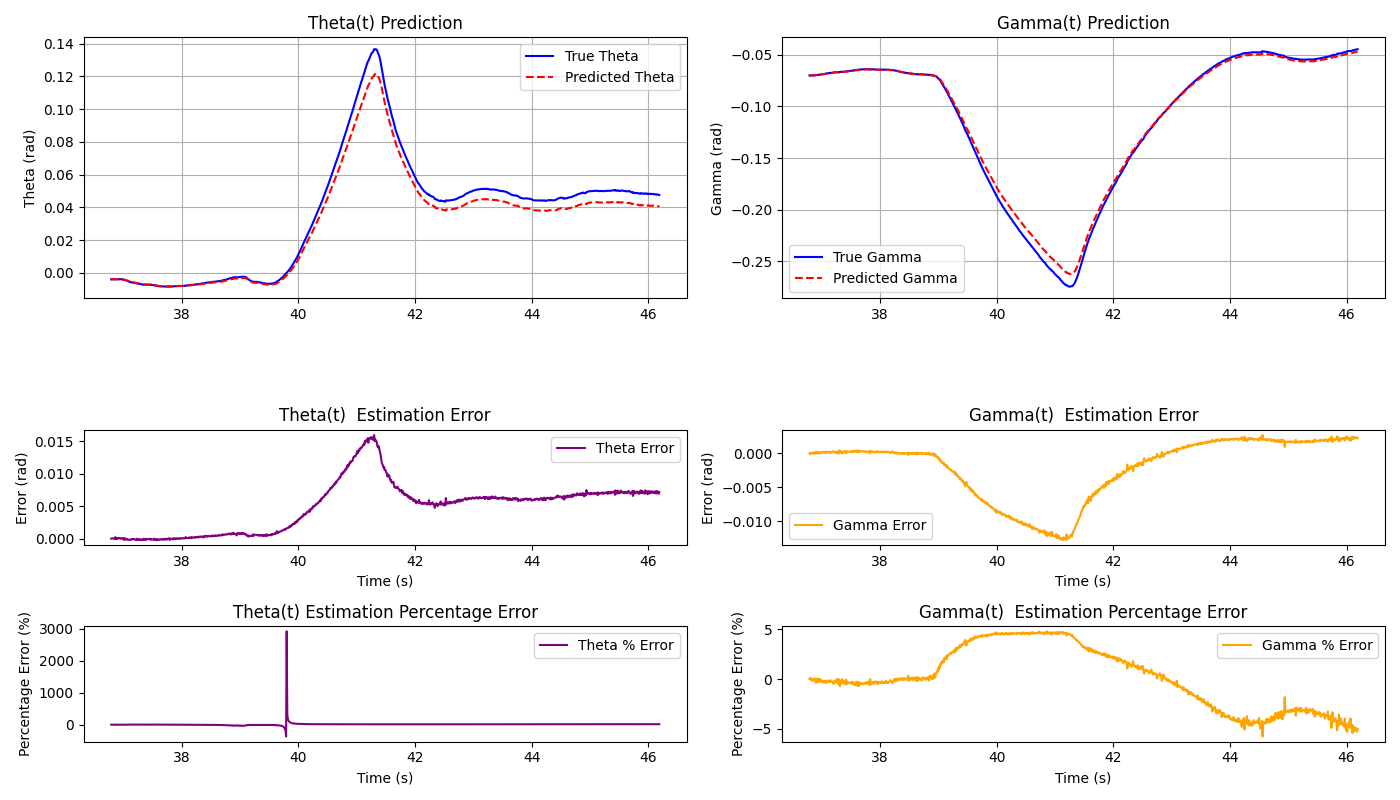 Theta(t) Prediction
Theta (rad)
0.14
0.12
0.10
0.08
0.06
0.04
0.02
0.00
True Theta
Predicted Theta
38 40 42 44 46
Gamma(t) Prediction
Gamma (rad)
−0.05
−0.10
−0.15
−0.20
−0.25
True Gamma
Predicted Gamma
38 40 42 44 46
Theta(t)  Estimation Error
Error (rad)
0.015
0.010
0.005
0.000
Theta Error
38 40 42 44 46
Time (s)
Gamma(t)  Estimation Error
Error (rad)
0.000
−0.005
−0.010
Gamma Error
38 40 42 44 46
Time (s)
Theta(t) Estimation Percentage Error
Percentage Error (%)
3000
2000
1000
0
Theta % Error
38 40 42 44 46
Time (s)
Gamma(t)  Estimation Percentage Error
Percentage Error (%)
5
0
−5
Gamma % Error
38 40 42 44 46
Time (s)